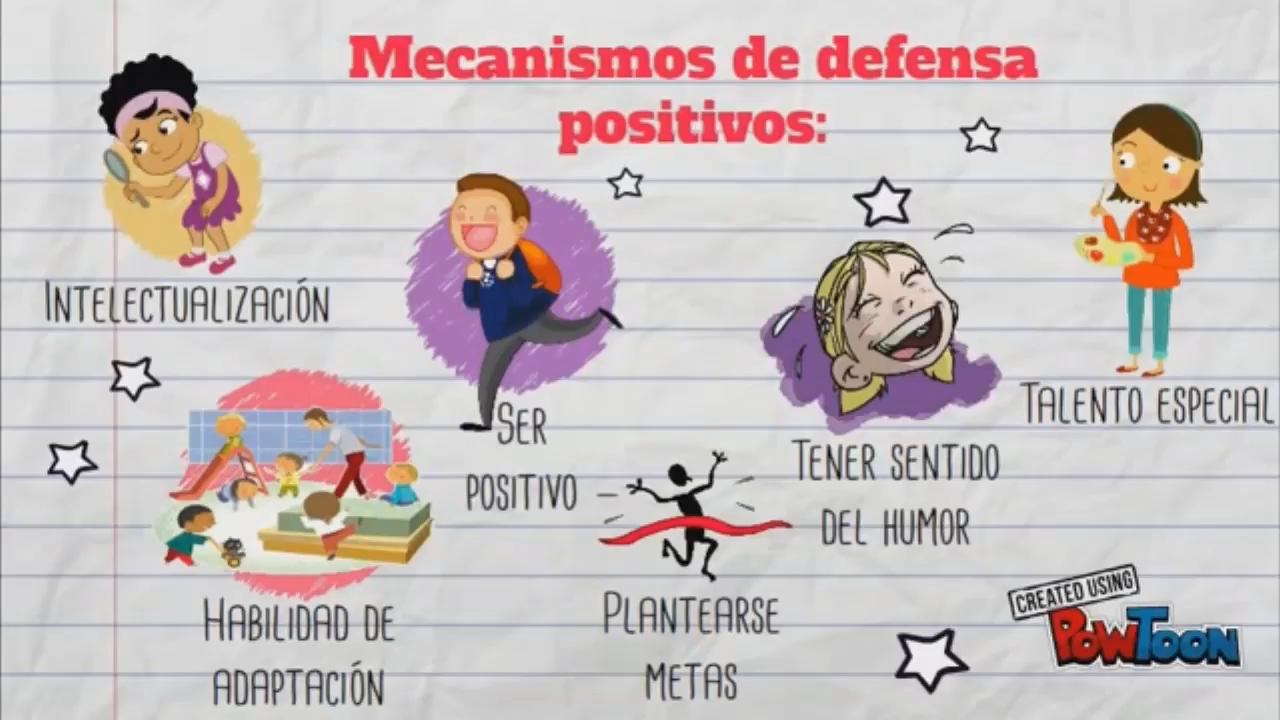 Mecanismos de defensa
positivos:
INTELECTUALIZACIÓN
SER
POSITIVO
TENER SENTIDO
DEL HUMOR
TALENTO ESPECIAL
HABILIDAD DE
ADAPTACIÓN
PLANTEARSE
METAS
CREATED USING
POWTOON